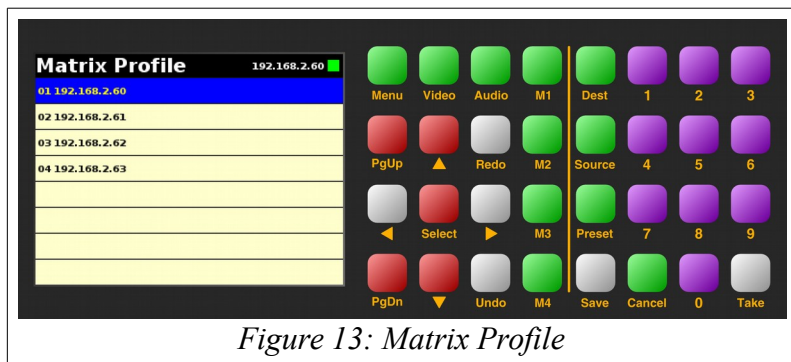 Matrix Profile 192.168.2.60
01 192.168.2.60
02 192.168.2.61
03 192.168.2.62
04 192.168.2.63
Menu Video Audio M1 Dest 1 2 3
PgUp ▲ Redo M2 Source 4 5 6
◀ Select ▶ M3 Preset 7 8 9
PgDn ▼ Undo M4 Save Cancel 0 Take
Figure 13: Matrix Profile